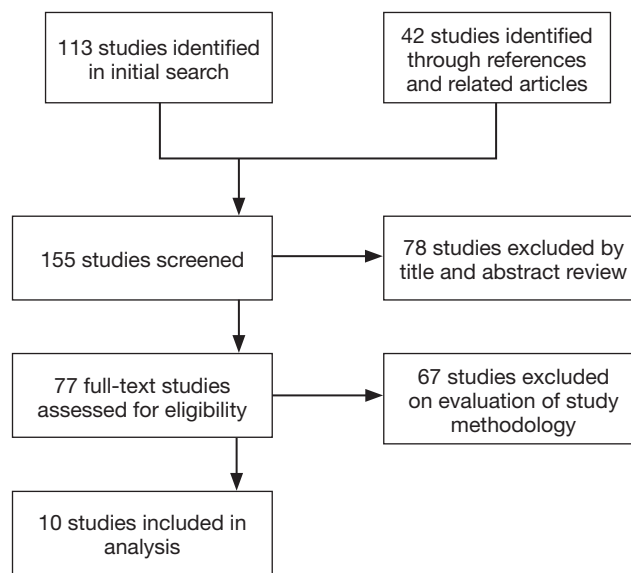 113 studies identified
in initial search
42 studies identified
through references
and related articles
155 studies screened
78 studies excluded by
title and abstract review
77 full-text studies
assessed for eligibility
67 studies excluded
on evaluation of study
methodology
10 studies included in
analysis